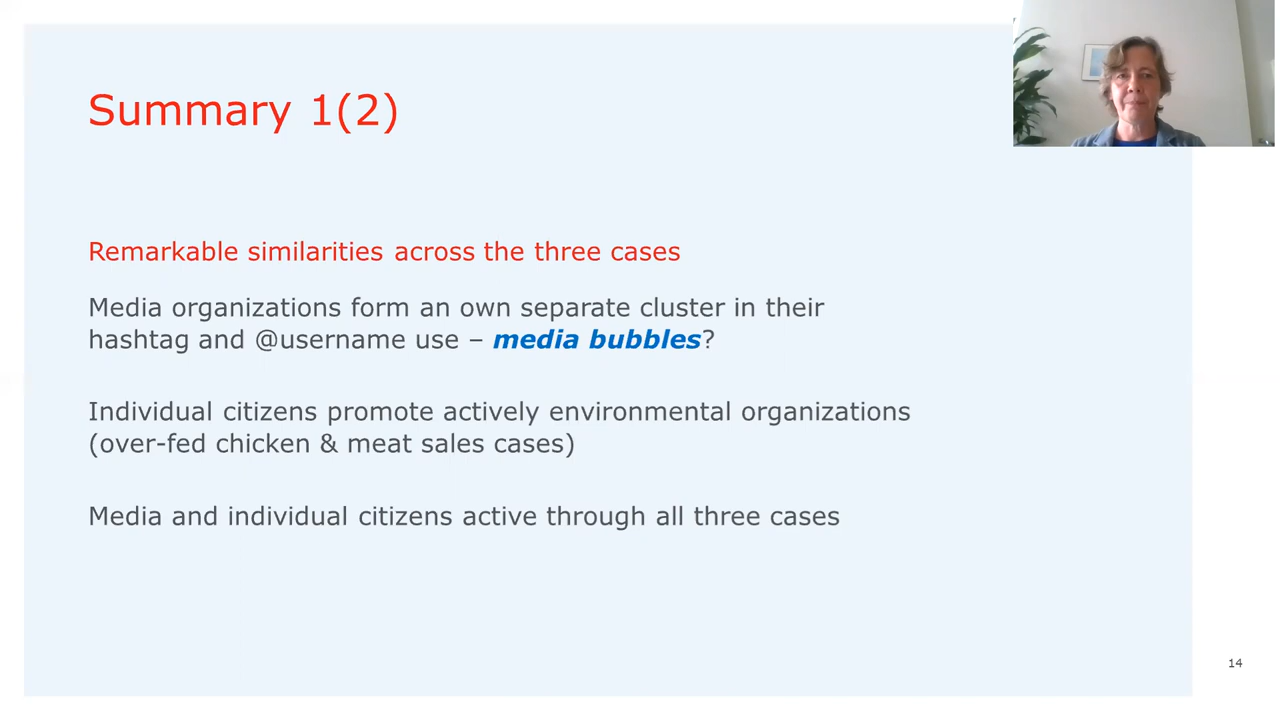 Summary 1(2)
Remarkable similarities across the three cases
Media organizations form an own separate cluster in their
hashtag and @username use – media bubbles?
Individual citizens promote actively environmental organizations
(over-fed chicken & meat sales cases)
Media and individual citizens active through all three cases
14